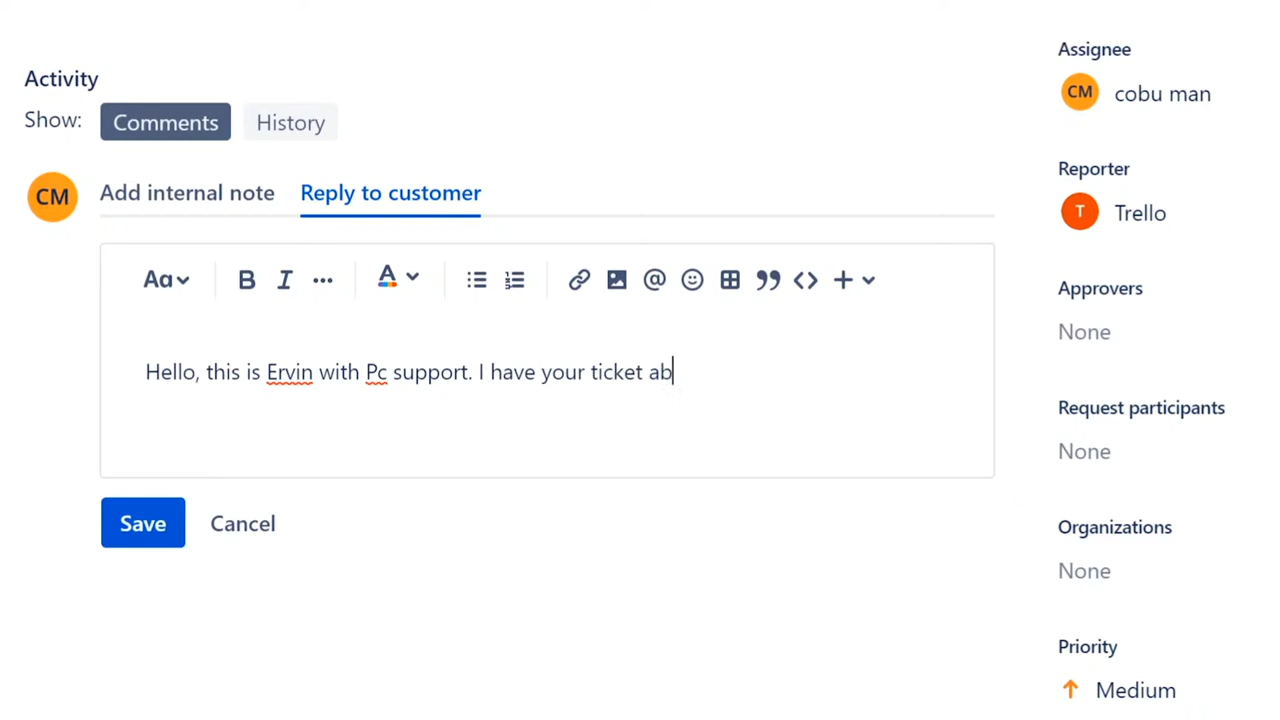 Activity
Show: Comments History
CM Add internal note Reply to customer
Aa B I ... A @ <> +
Hello, this is Ervin with Pc support. I have your ticket ab
Save Cancel
Assignee
CM cobu man
Reporter
T Trello
Approvers
None
Request participants
None
Organizations
None
Priority
Medium